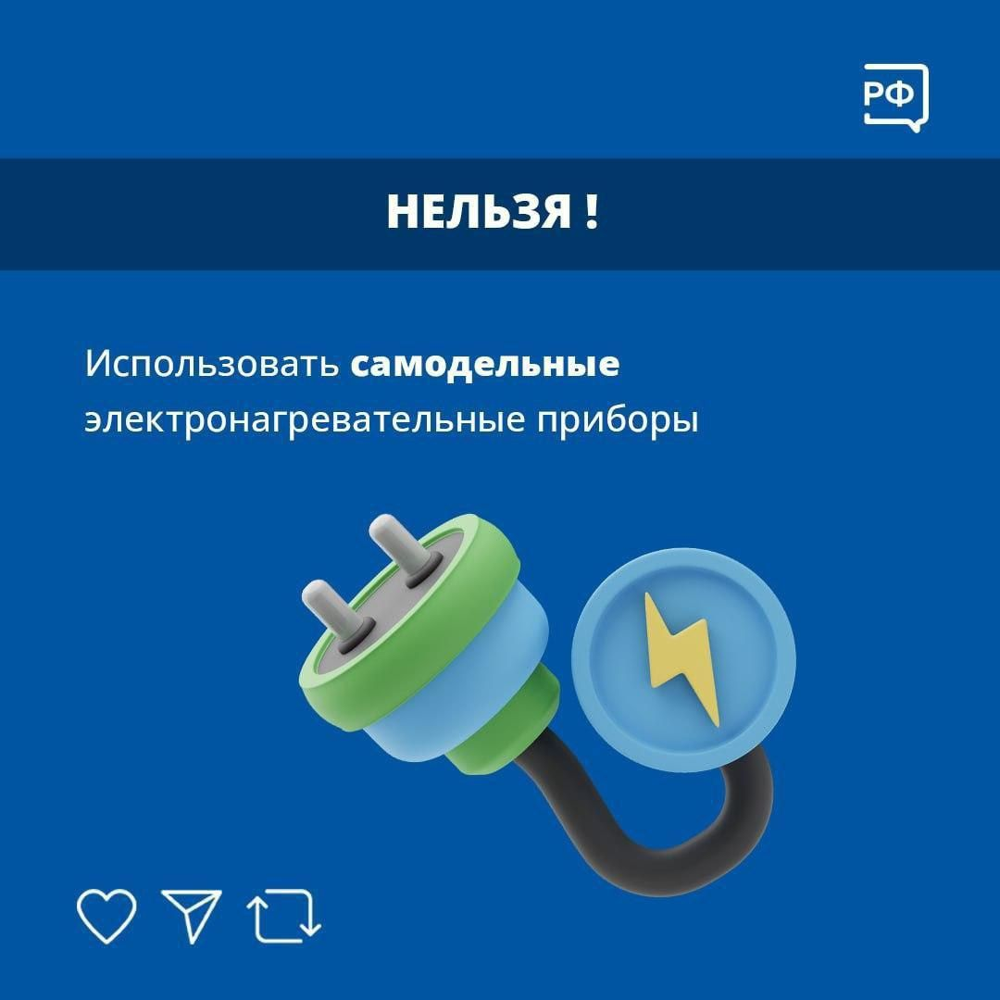 РФ
НЕЛЬЗЯ !
Использовать самодельные
электронагревательные приборы